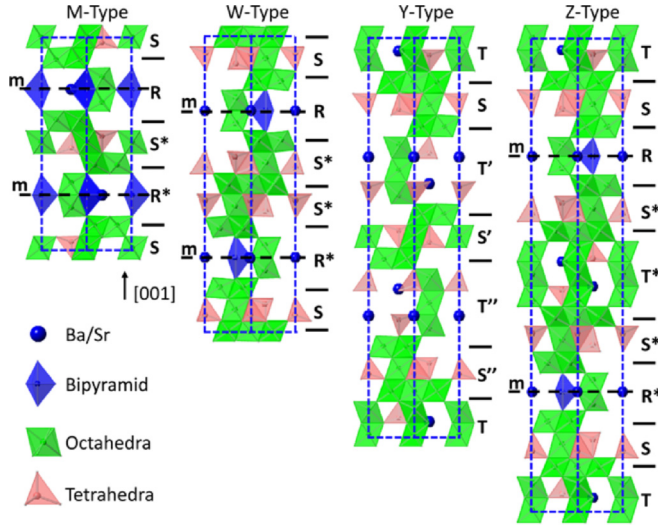 M-Type
S
m
R
S*
m
R*
S
[001]
Ba/Sr
Bipyramid
Octahedra
Tetrahedra
W-Type
S
m
R
S*
S*
m
R*
S
Y-Type
T
S
T'
S'
T''
S''
T
Z-Type
T
S
m
R
S*
T*
S*
m
R*
S
T